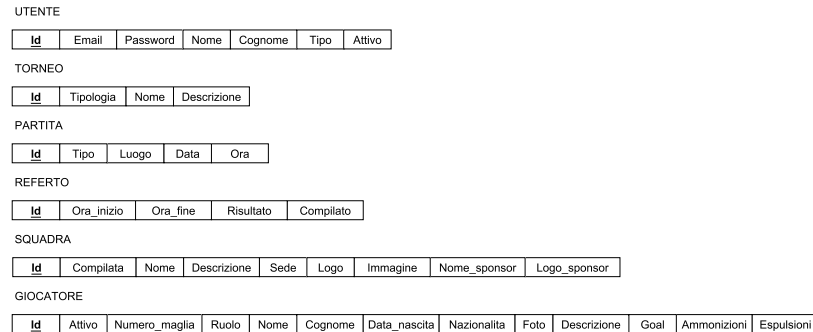 UTENTE
Id Email Password Nome Cognome Tipo Attivo
TORNEO
Id Tipologia Nome Descrizione
PARTITA
Id Tipo Luogo Data Ora
REFERTO
Id Ora_inizio Ora_fine Risultato Compilato
SQUADRA
Id Compilata Nome Descrizione Sede Logo Immagine Nome_sponsor Logo_sponsor
GIOCATORE
Id Attivo Numero_maglia Ruolo Nome Cognome Data_nascita Nazionalita Foto Descrizione Goal Ammonizioni Espulsioni